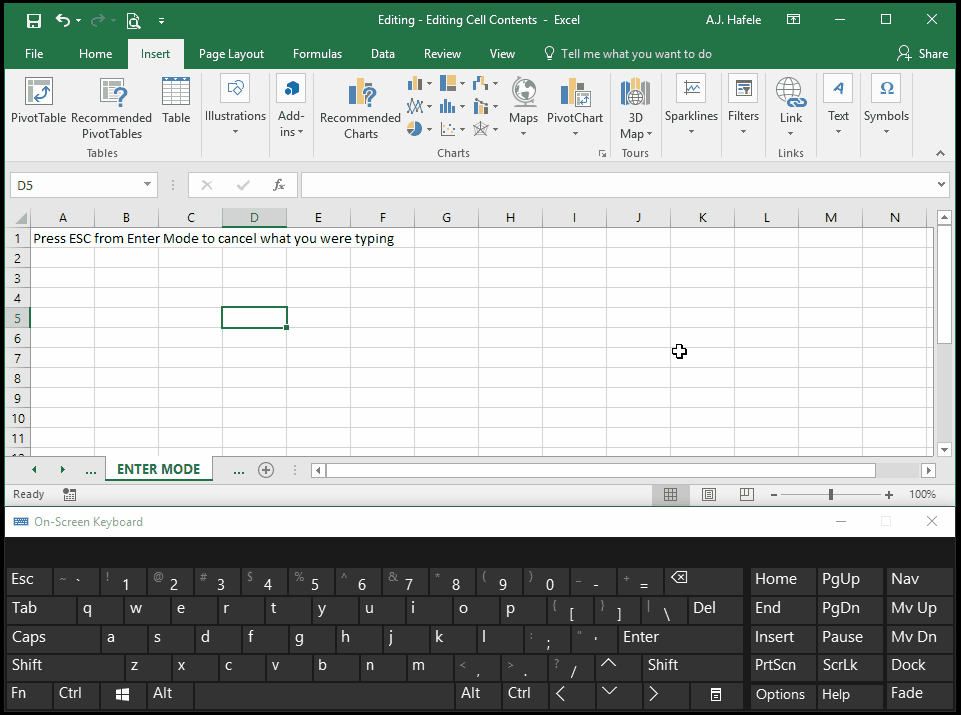 Editing - Editing Cell Contents - Excel
A.J. Hafele
File Home Insert Page Layout Formulas Data Review View Tell me what you want to do Share
PivotTable Recommended PivotTables Table
Illustrations
Add-ins
Recommended Charts
Maps PivotChart
3D Map
Sparklines Filters Link Text Symbols
Tables Charts Tours Links
D5 fx
A B C D E F G H I J K L M N
1 Press ESC from Enter Mode to cancel what you were typing
2
3
4
5
6
7
8
9
10
11
... ENTER MODE ...
Ready 100%
On-Screen Keyboard
Esc ~ ` ! 1 @ 2 # 3 $ 4 % 5 ^ 6 & 7 * 8 ( 9 ) 0 _ - + = Home PgUp Nav
Tab q w e r t y u i o p { [ } ] | \ Del End PgDn Mv Up
Caps a s d f g h j k l : ; " ' Enter Insert Pause Mv Dn
Shift z x c v b n m < , > . ? / Shift PrtScn ScrLk Dock
Fn Ctrl Alt Alt Ctrl Options Help Fade